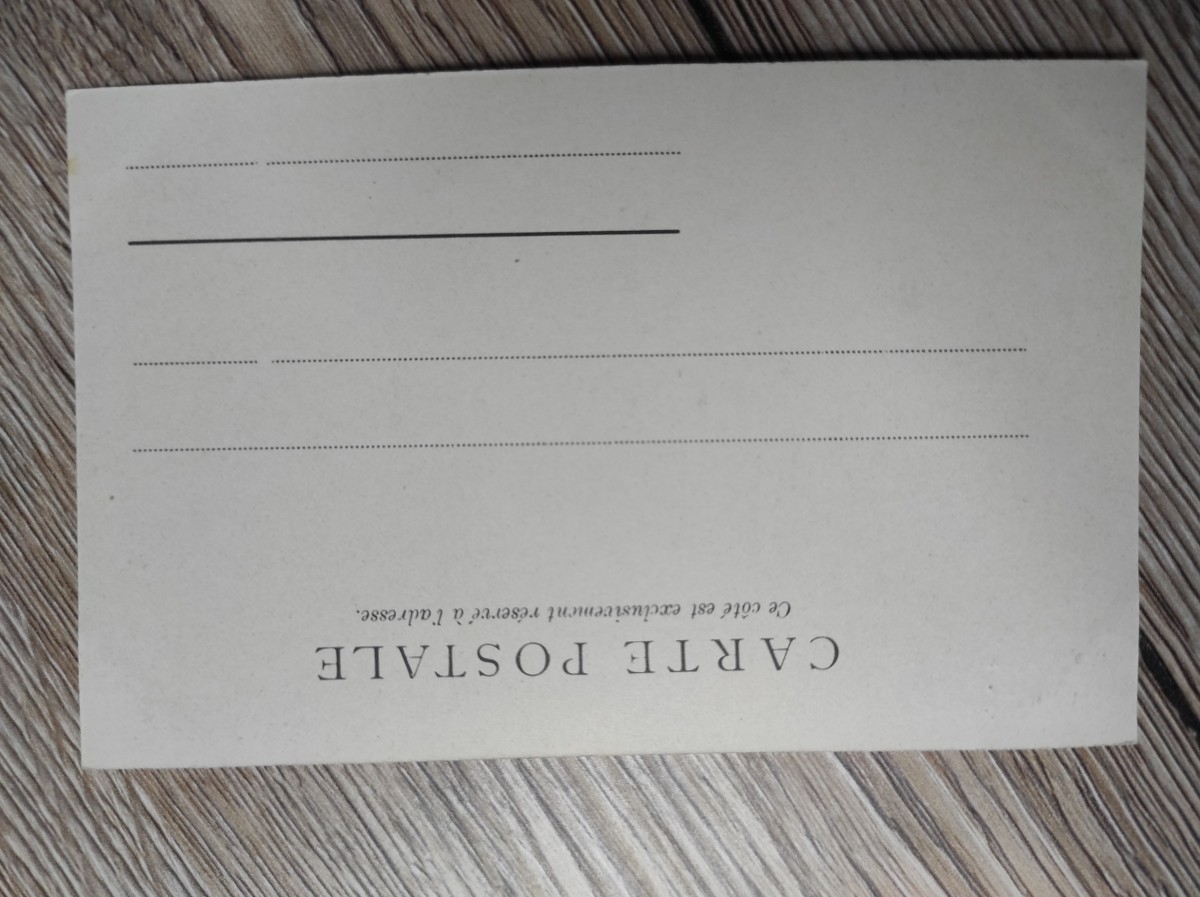 CARTE POSTALE
Ce côté est exclusivement réservé à l'adresse.